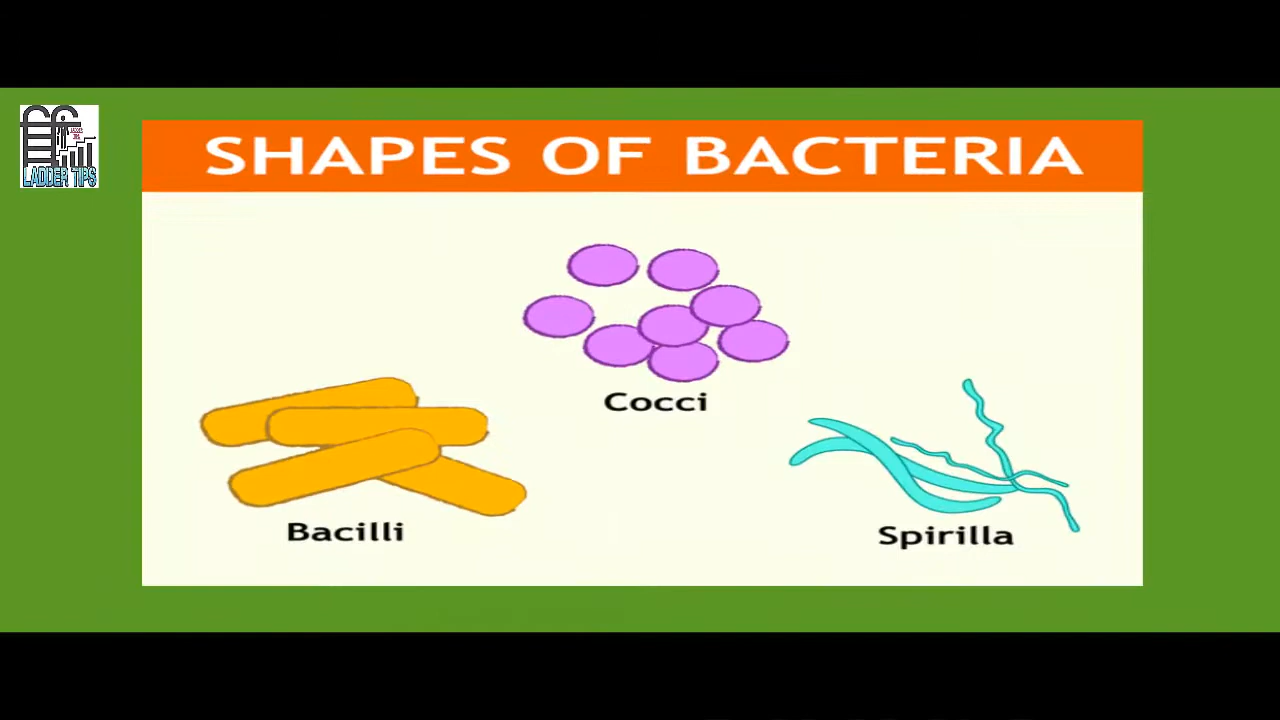 SHAPES OF BACTERIA
LADDER TIPS
Cocci
Bacilli
Spirilla